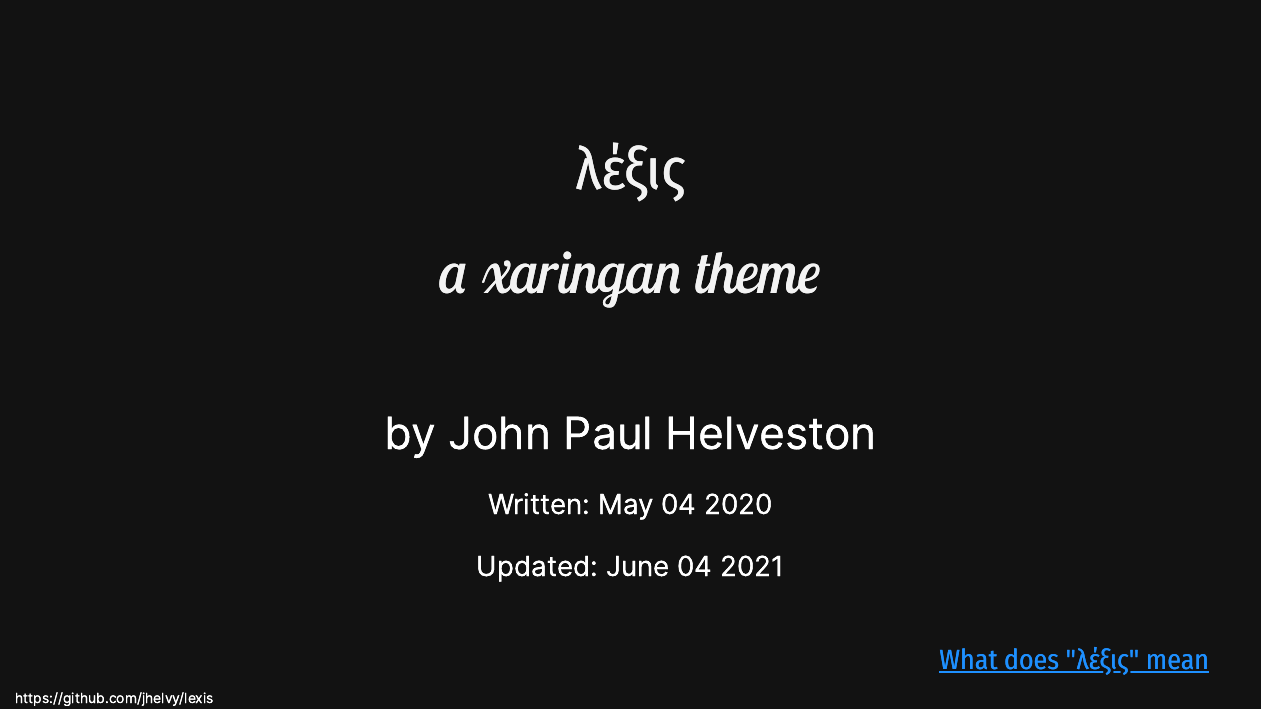 λέξις
a xaringan theme
by John Paul Helveston
Written: May 04 2020
Updated: June 04 2021
What does "λέξις" mean
https://github.com/jhelvy/lexis